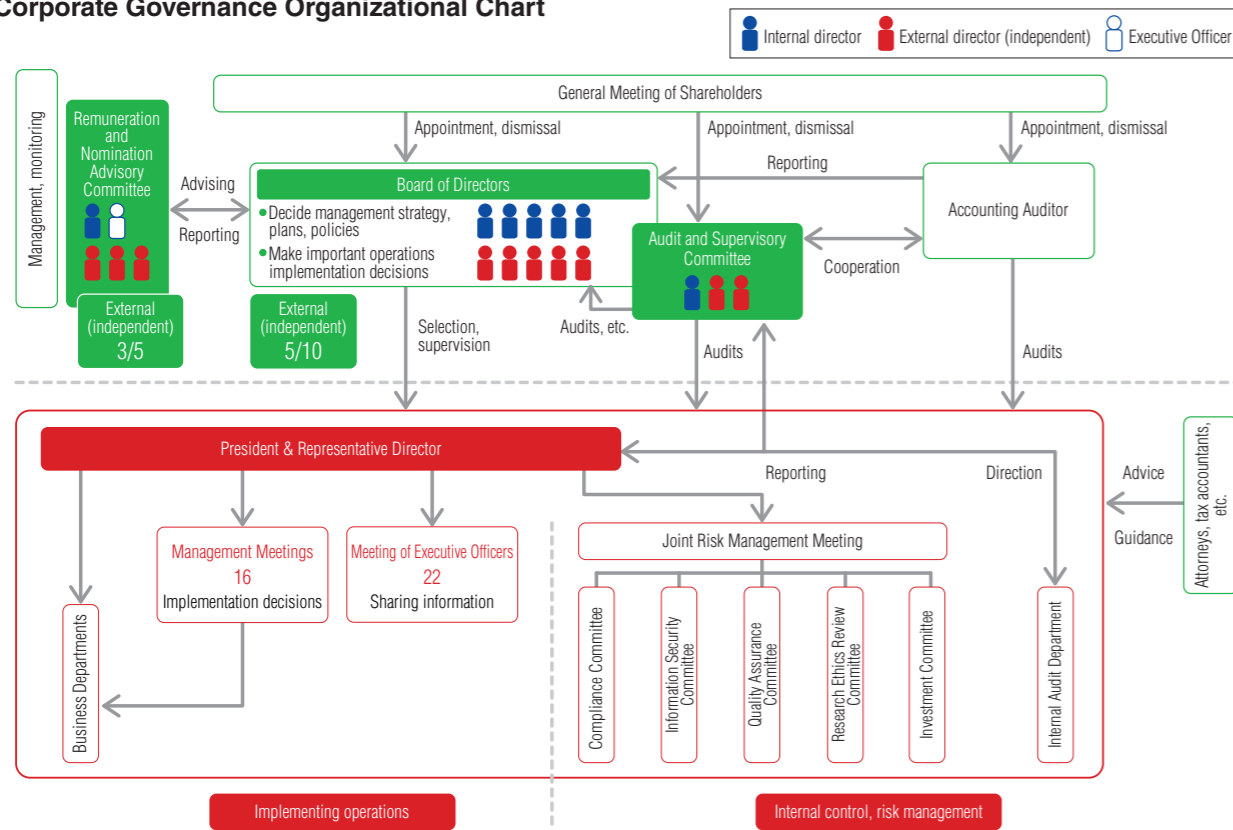 Corporate Governance Organizational Chart
Internal director
External director (independent)
Executive Officer
Management, monitoring
Remuneration
and
Nomination
Advisory
Committee
External
(independent)
3/5
General Meeting of Shareholders
Appointment, dismissal
Appointment, dismissal
Appointment, dismissal
Advising
Reporting
Board of Directors
• Decide management strategy,
plans, policies
• Make important operations
implementation decisions
External
(independent)
5/10
Reporting
Accounting Auditor
Audit and Supervisory
Committee
Cooperation
Selection,
supervision
Audits, etc.
Audits
Audits
President & Representative Director
Reporting
Direction
Advice
Guidance
Attorneys, tax accountants,
etc.
Management Meetings
16
Implementation decisions
Meeting of Executive Officers
22
Sharing information
Business Departments
Joint Risk Management Meeting
Compliance Committee
Information Security
Committee
Quality Assurance
Committee
Research Ethics Review
Committee
Investment Committee
Internal Audit Department
Implementing operations
Internal control, risk management